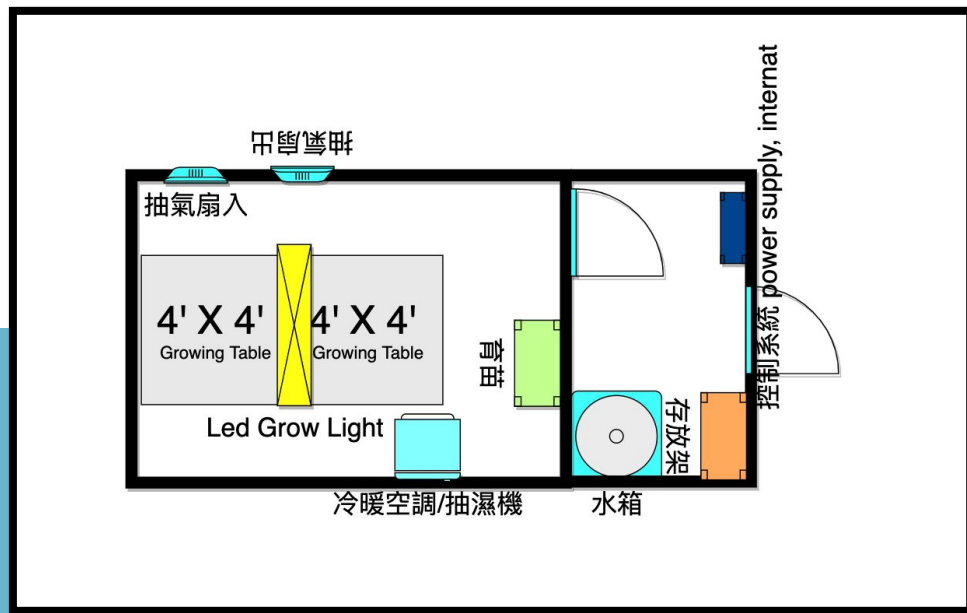 抽氣扇出
抽氣扇入
4' X 4'
Growing Table
4' X 4'
Growing Table
育苗
Led Grow Light
冷暖空調/抽濕機
水箱
存放架
控制系統 power supply, internat